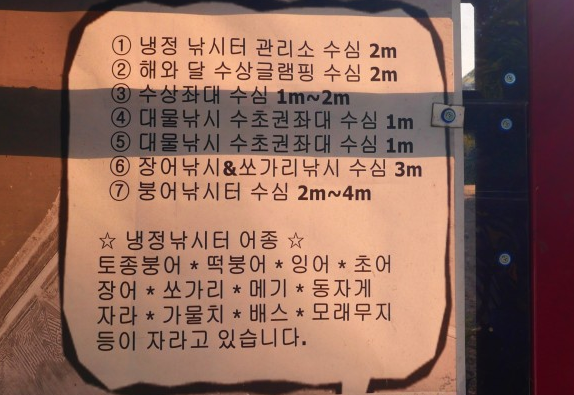 ① 냉정 낚시터 관리소 수심 2m
② 해와 달 수상글램핑 수심 2m
③ 수상좌대 수심 1m~2m
④ 대물낚시 수초권좌대 수심 1m
⑤ 대물낚시 수초권좌대 수심 1m
⑥ 장어낚시&쏘가리낚시 수심 3m
⑦ 붕어낚시터 수심 2m~4m
☆ 냉정낚시터 어종 ☆
토종붕어 * 떡붕어 * 잉어 * 초어
장어 * 쏘가리 * 메기 * 동자게
자라 * 가물치 * 배스 * 모래무지
등이 자라고 있습니다.